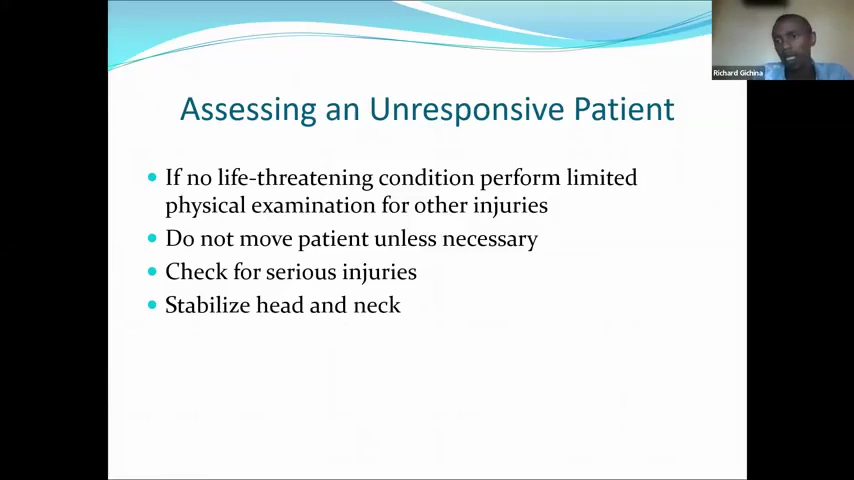 Richard Gichina
Assessing an Unresponsive Patient
• If no life-threatening condition perform limited
physical examination for other injuries
• Do not move patient unless necessary
• Check for serious injuries
• Stabilize head and neck